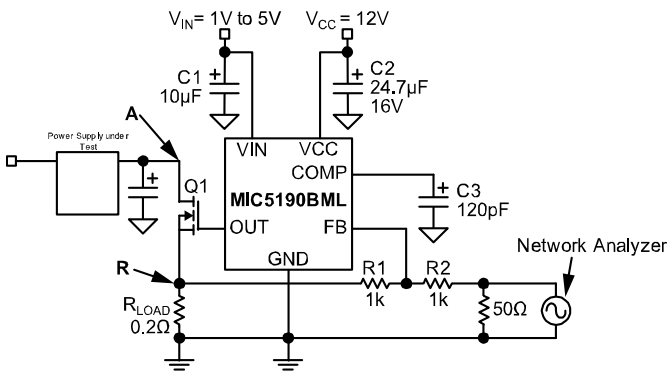 VIN= 1V to 5V
VCC = 12V
C1
10µF
C2
24.7µF
16V
A
Power Supply under
Test
VIN
VCC
COMP
Q1
MIC5190BML
C3
120pF
OUT
FB
Network Analyzer
GND
R
R1
1k
R2
1k
RLOAD
0.2Ω
50Ω